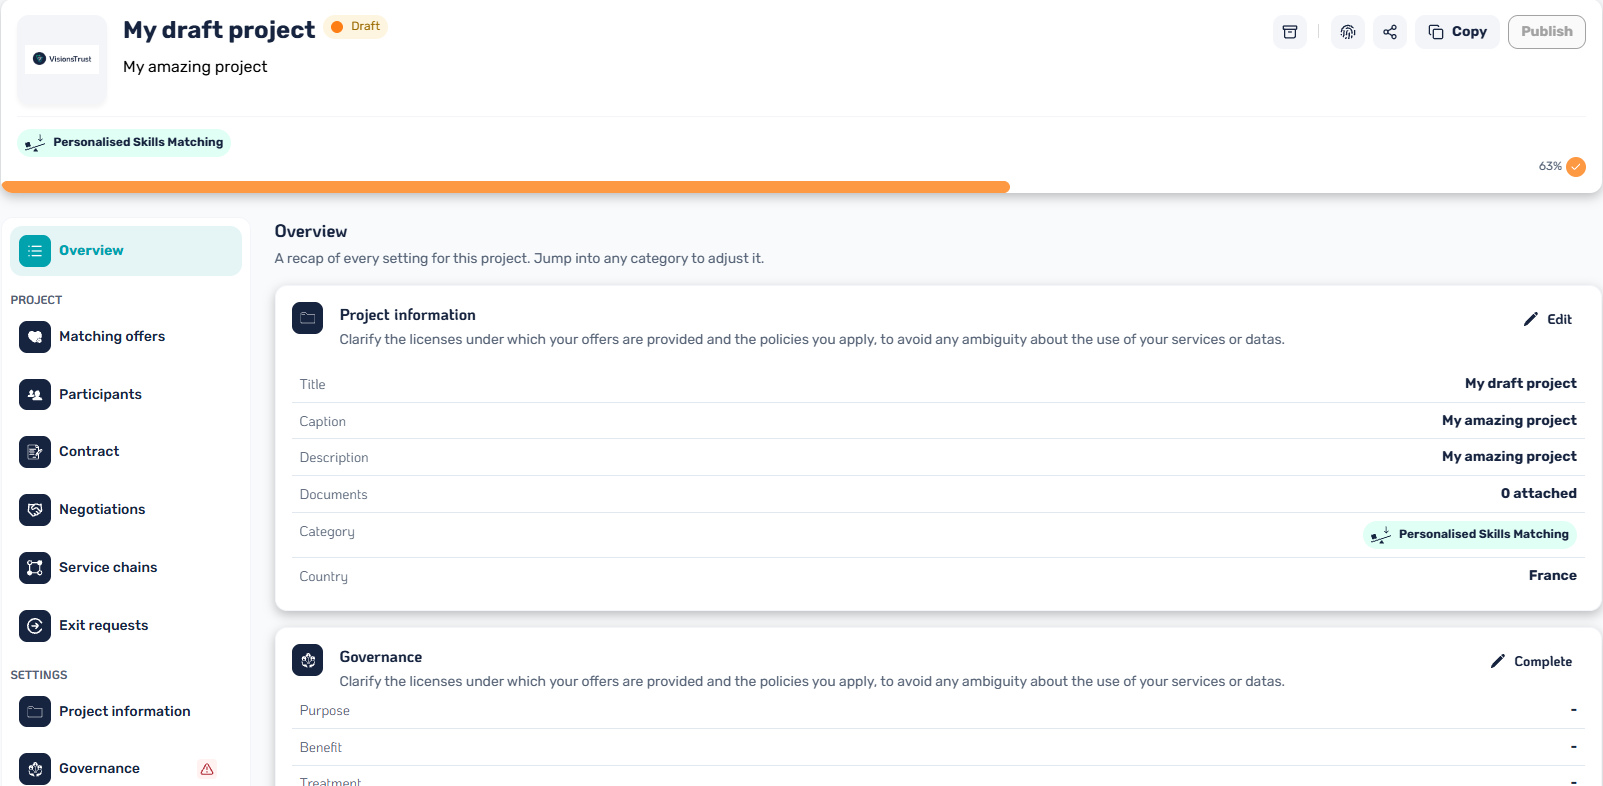 My draft project
Draft
Copy
Publish
VisionsTrust
My amazing project
Personalised Skills Matching
63%
Overview
PROJECT
Matching offers
Participants
Contract
Negotiations
Service chains
Exit requests
SETTINGS
Project information
Governance
Overview
A recap of every setting for this project. Jump into any category to adjust it.
Project information
Edit
Clarify the licenses under which your offers are provided and the policies you apply, to avoid any ambiguity about the use of your services or datas.
Title My draft project
Caption My amazing project
Description My amazing project
Documents 0 attached
Category Personalised Skills Matching
Country France
Governance
Complete
Clarify the licenses under which your offers are provided and the policies you apply, to avoid any ambiguity about the use of your services or datas.
Purpose -
Benefit -
Treatment -